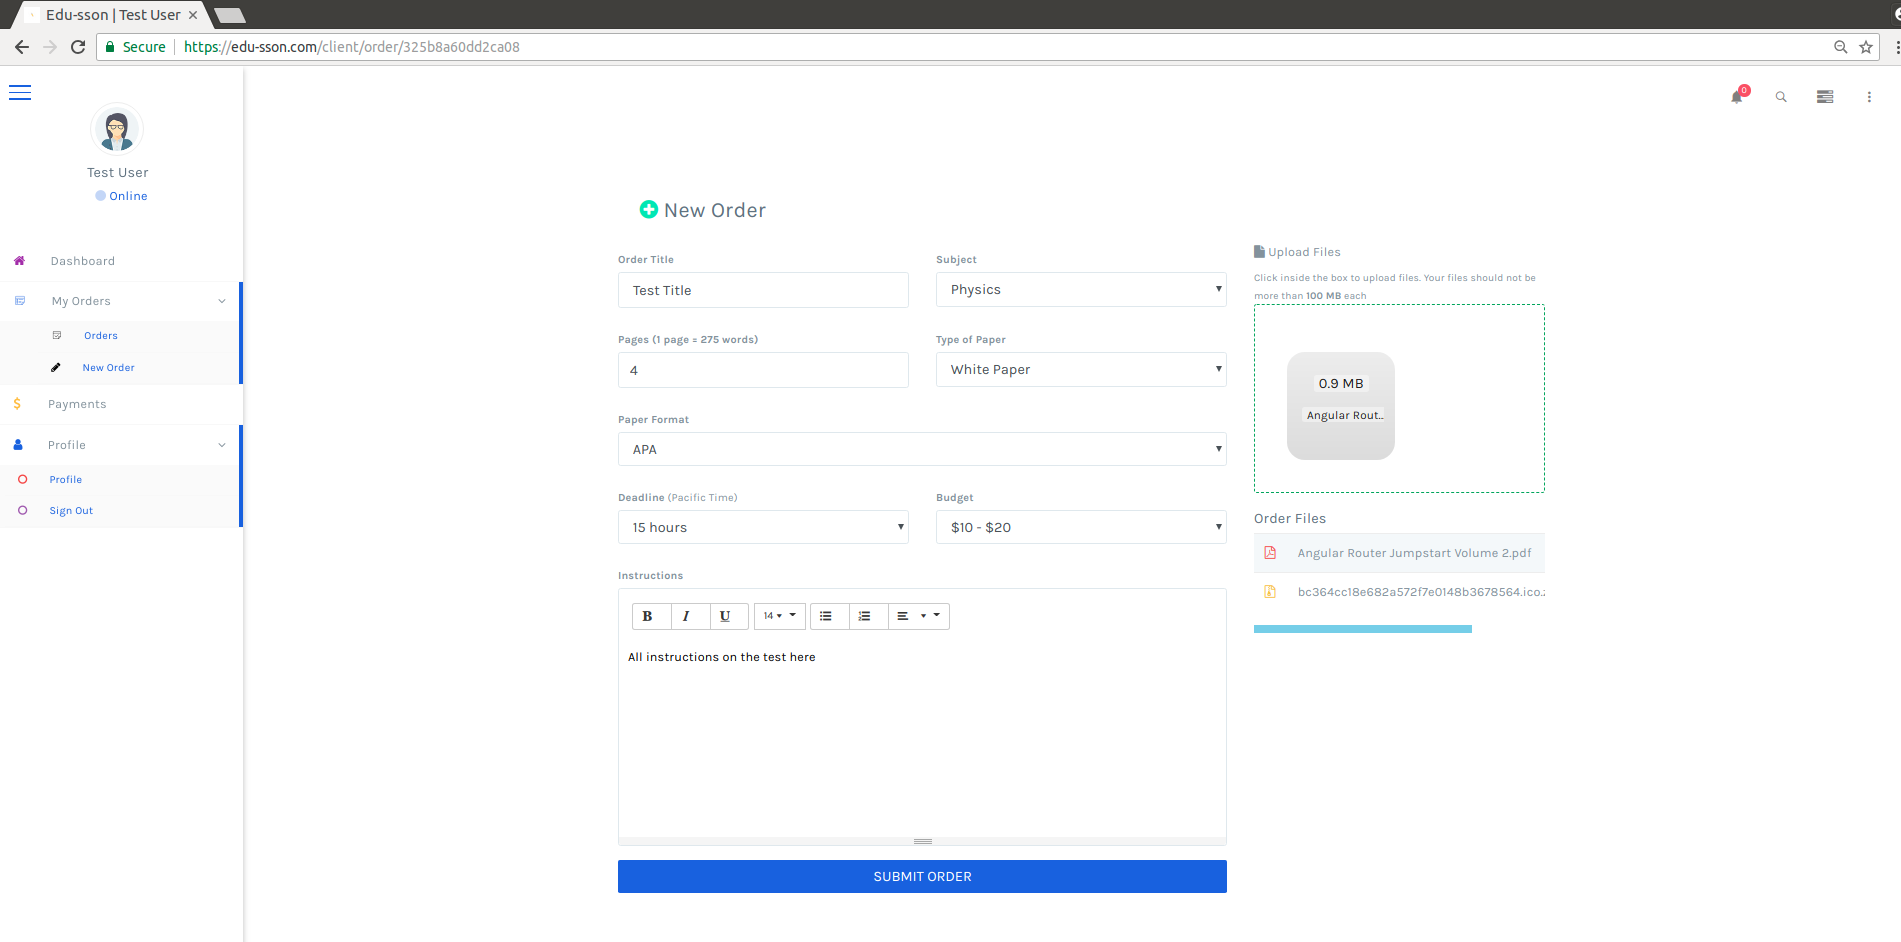 Edu-sson | Test User
Secure https://edu-sson.com/client/order/325b8a60dd2ca08
0
Test User
Online
Dashboard
My Orders
Orders
New Order
$ Payments
Profile
Profile
Sign Out
New Order
Order Title
Test Title
Subject
Physics
Pages (1 page = 275 words)
4
Type of Paper
White Paper
Paper Format
APA
Deadline (Pacific Time)
15 hours
Budget
$10 - $20
Instructions
B I U 14
All instructions on the test here
SUBMIT ORDER
Upload Files
Click inside the box to upload files. Your files should not be
more than 100 MB each
0.9 MB
Angular Rout..
Order Files
Angular Router Jumpstart Volume 2.pdf
bc364cc18e682a572f7e0148b3678564.ico.